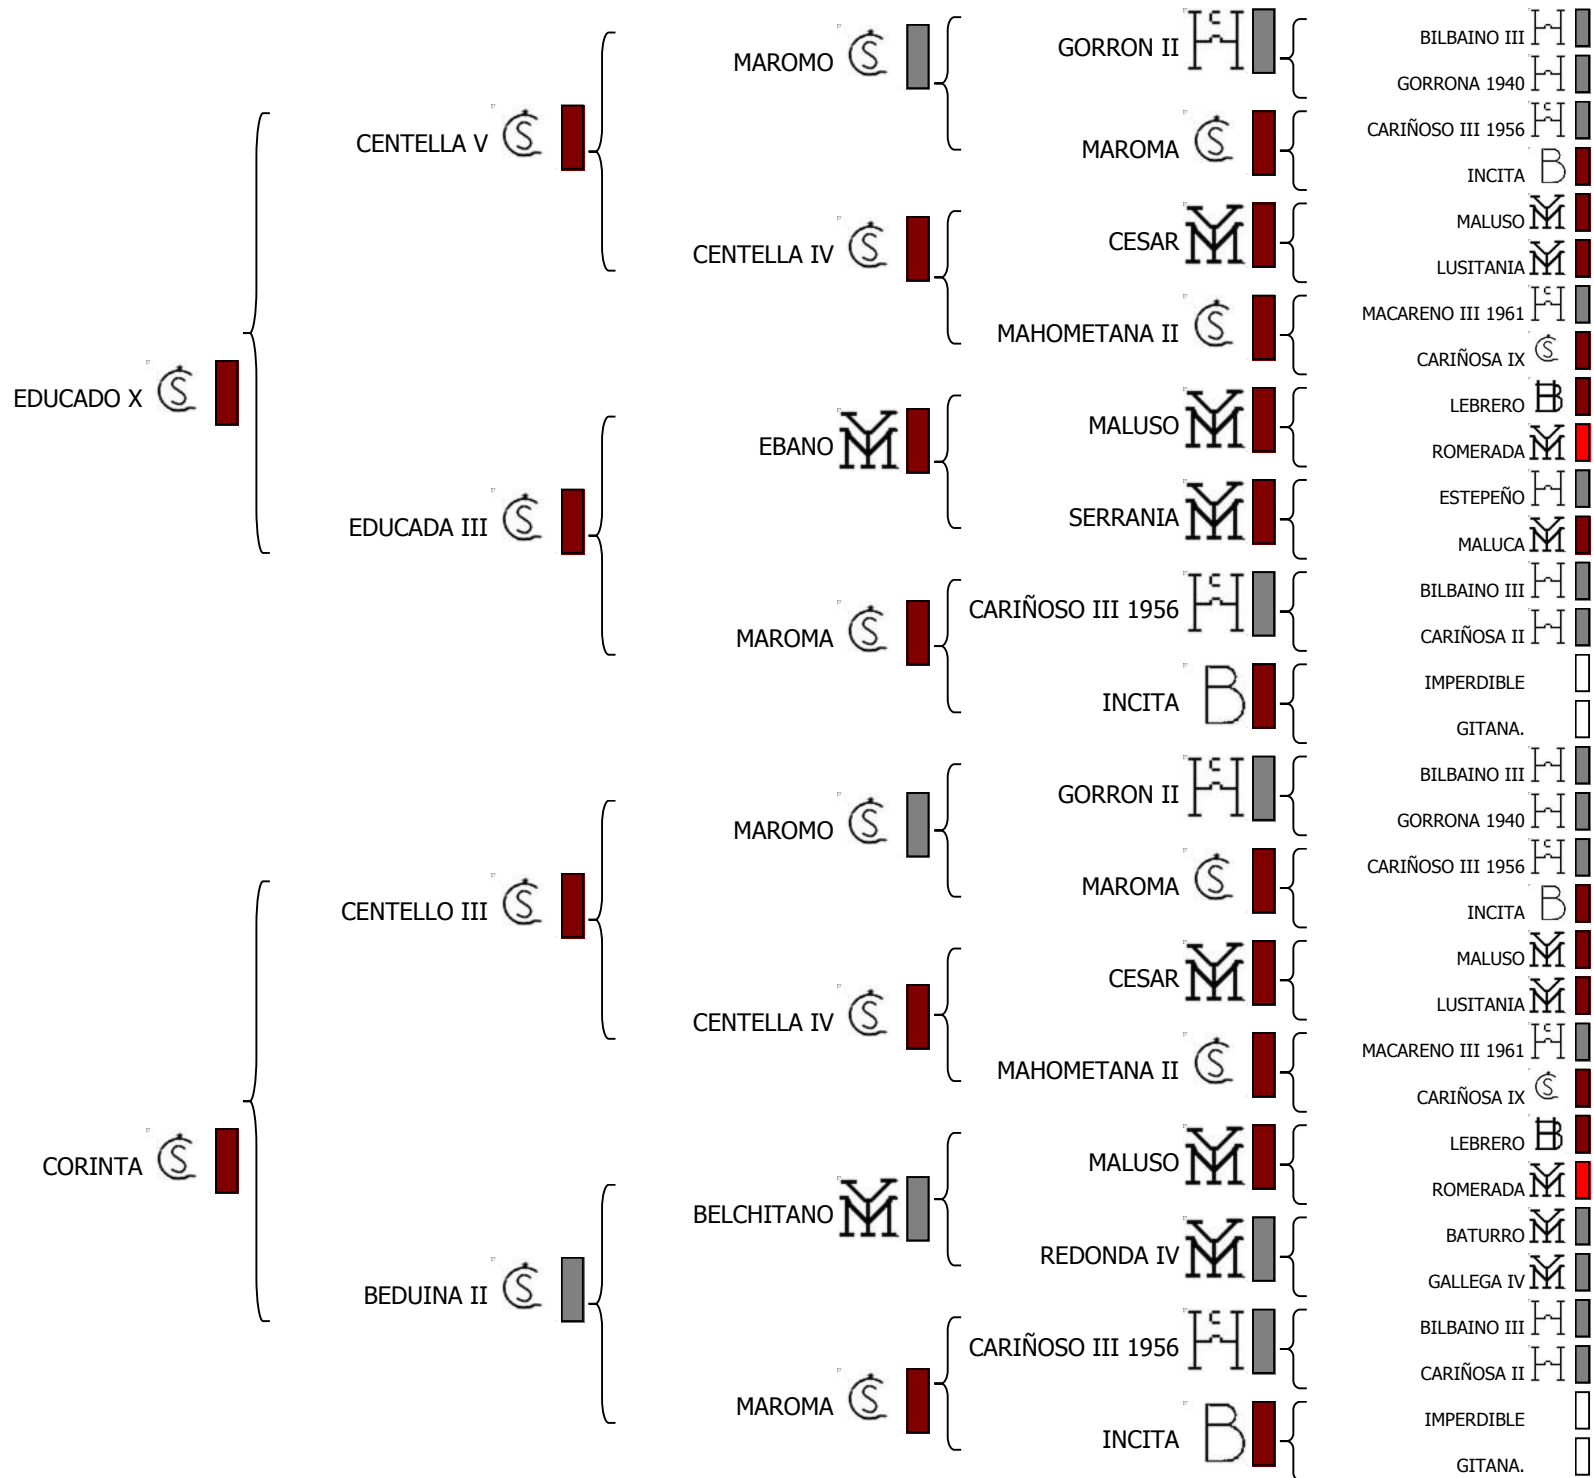 EDUCADO X
CORINTA
CENTELLA V
EDUCADA III
CENTELLO III
BEDUINA II
MAROMO
CENTELLA IV
EBANO
MAROMA
MAROMO
CENTELLA IV
BELCHITANO
MAROMA
GORRON II
MAROMA
CESAR
MAHOMETANA II
MALUSO
SERRANIA
CARIÑOSO III 1956
INCITA
GORRON II
MAROMA
CESAR
MAHOMETANA II
MALUSO
REDONDA IV
CARIÑOSO III 1956
INCITA
BILBAINO III
GORRONA 1940
CARIÑOSO III 1956
INCITA
MALUSO
LUSITANIA
MACARENO III 1961
CARIÑOSA IX
LEBRERO
ROMERADA
ESTEPEÑO
MALUCA
BILBAINO III
CARIÑOSA II
IMPERDIBLE
GITANA.
BILBAINO III
GORRONA 1940
CARIÑOSO III 1956
INCITA
MALUSO
LUSITANIA
MACARENO III 1961
CARIÑOSA IX
LEBRERO
ROMERADA
BATURRO
GALLEGA IV
BILBAINO III
CARIÑOSA II
IMPERDIBLE
GITANA.